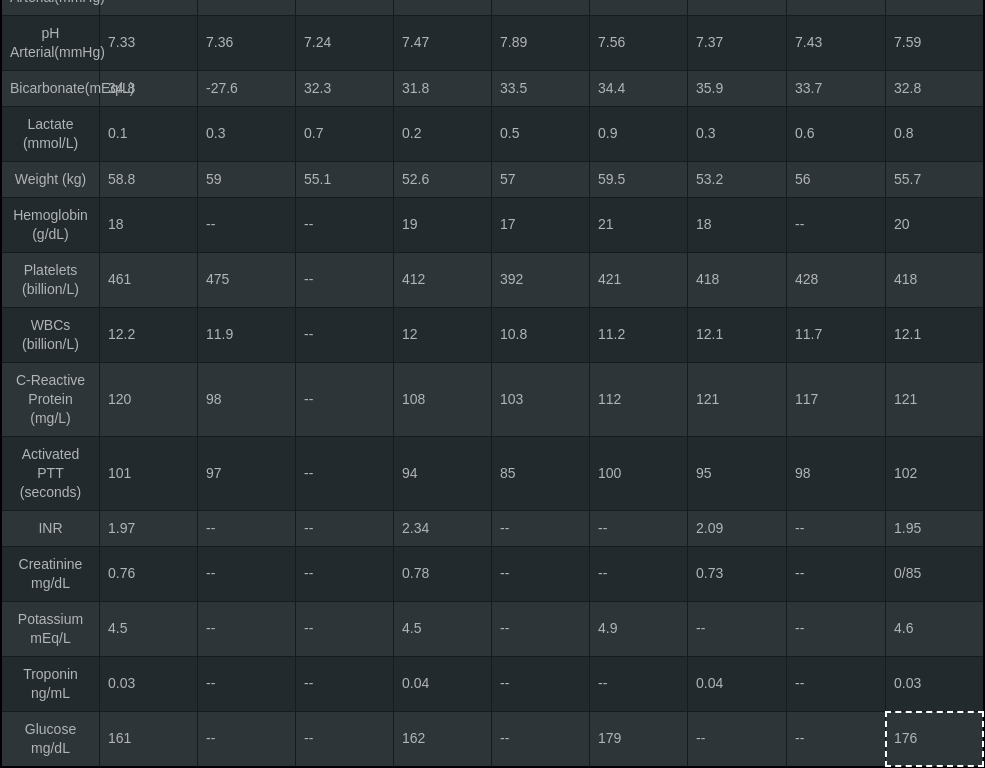 Arterial(mmHg)
pH Arterial(mmHg) 7.33 7.36 7.24 7.47 7.89 7.56 7.37 7.43 7.59
Bicarbonate(mEq/L) 34.8 -27.6 32.3 31.8 33.5 34.4 35.9 33.7 32.8
Lactate (mmol/L) 0.1 0.3 0.7 0.2 0.5 0.9 0.3 0.6 0.8
Weight (kg) 58.8 59 55.1 52.6 57 59.5 53.2 56 55.7
Hemoglobin (g/dL) 18 -- -- 19 17 21 18 -- 20
Platelets (billion/L) 461 475 -- 412 392 421 418 428 418
WBCs (billion/L) 12.2 11.9 -- 12 10.8 11.2 12.1 11.7 12.1
C-Reactive Protein (mg/L) 120 98 -- 108 103 112 121 117 121
Activated PTT (seconds) 101 97 -- 94 85 100 95 98 102
INR 1.97 -- -- 2.34 -- -- 2.09 -- 1.95
Creatinine mg/dL 0.76 -- -- 0.78 -- -- 0.73 -- 0/85
Potassium mEq/L 4.5 -- -- 4.5 -- 4.9 -- -- 4.6
Troponin ng/mL 0.03 -- -- 0.04 -- -- 0.04 -- 0.03
Glucose mg/dL 161 -- -- 162 -- 179 -- -- 176